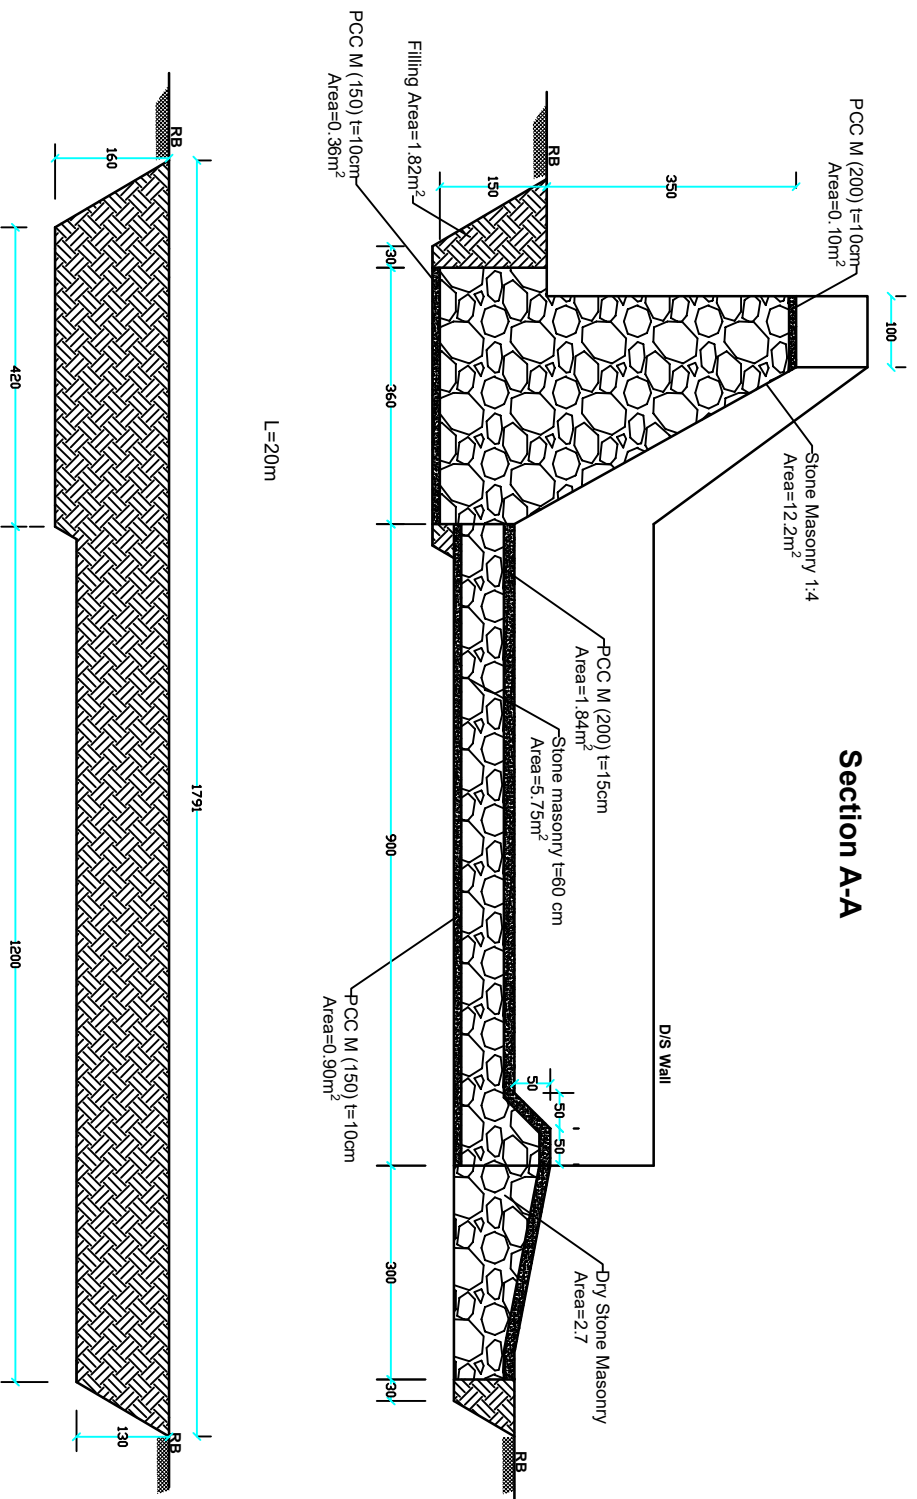 Section A-A
PCC M (200) t=10cm
Area=0.10m²
100
Stone Masonry 1:4
Area=12.2m²
350
RB
150
Filling Area=1.82m²
PCC M (150) t=10cm
Area=0.36m²
PCC M (200) t=15cm
Area=1.84m²
Stone masonry t=60 cm
Area=5.75m²
D/S Wall
50
50
50
Dry Stone Masonry
Area=2.7
RB
30
360
900
300
30
PCC M (150) t=10cm
Area=0.90m²
L=20m
RB
1791
RB
160
130
420
1200